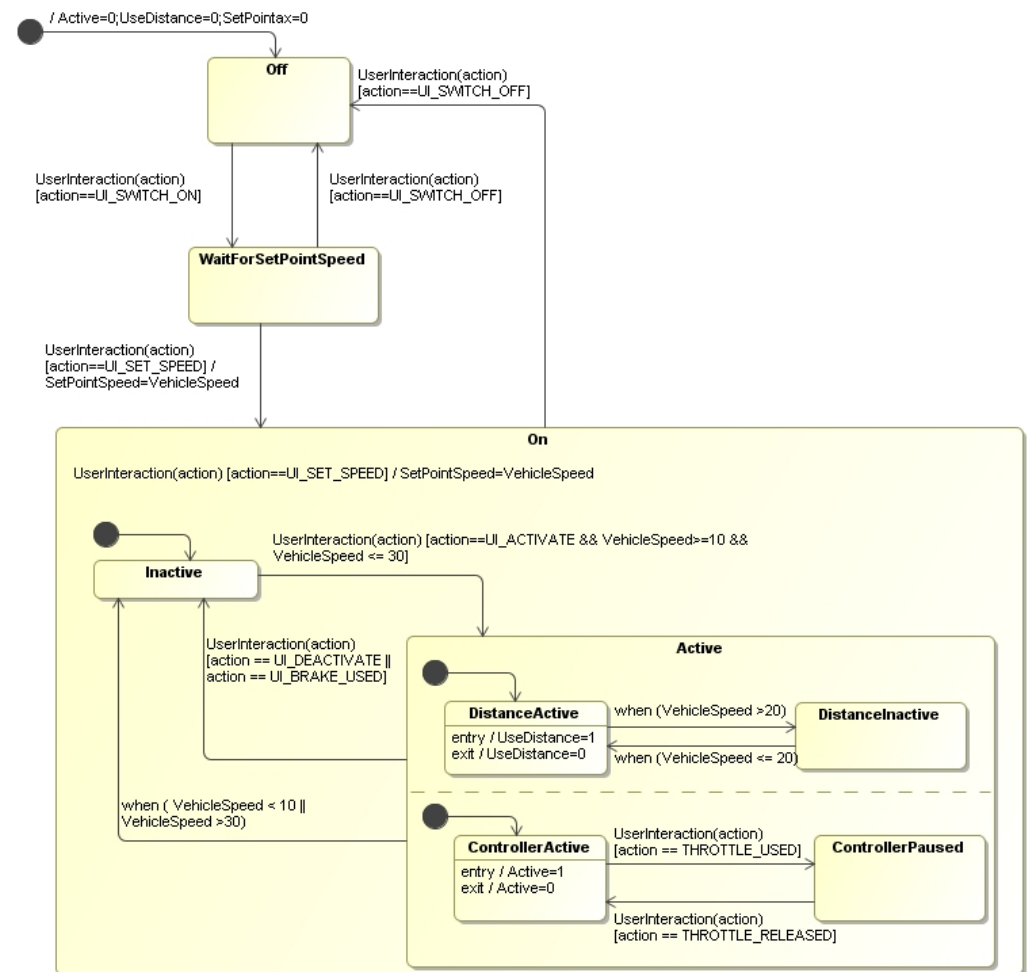 / Active=0;UseDistance=0;SetPointax=0
Off
UserInteraction(action)
[action==UI_SWITCH_OFF]
UserInteraction(action)
[action==UI_SWITCH_ON]
UserInteraction(action)
[action==UI_SWITCH_OFF]
WaitForSetPointSpeed
UserInteraction(action)
[action==UI_SET_SPEED] /
SetPointSpeed=VehicleSpeed
On
UserInteraction(action) [action==UI_SET_SPEED] / SetPointSpeed=VehicleSpeed
UserInteraction(action) [action==UI_ACTIVATE && VehicleSpeed>=10 &&
VehicleSpeed <= 30]
Inactive
UserInteraction(action)
[action == UI_DEACTIVATE ||
action == UI_BRAKE_USED]
Active
DistanceActive
entry / UseDistance=1
exit / UseDistance=0
when (VehicleSpeed >20)
DistanceInactive
when (VehicleSpeed <= 20)
when ( VehicleSpeed < 10 ||
VehicleSpeed >30)
ControllerActive
entry / Active=1
exit / Active=0
UserInteraction(action)
[action == THROTTLE_USED]
ControllerPaused
UserInteraction(action)
[action == THROTTLE_RELEASED]